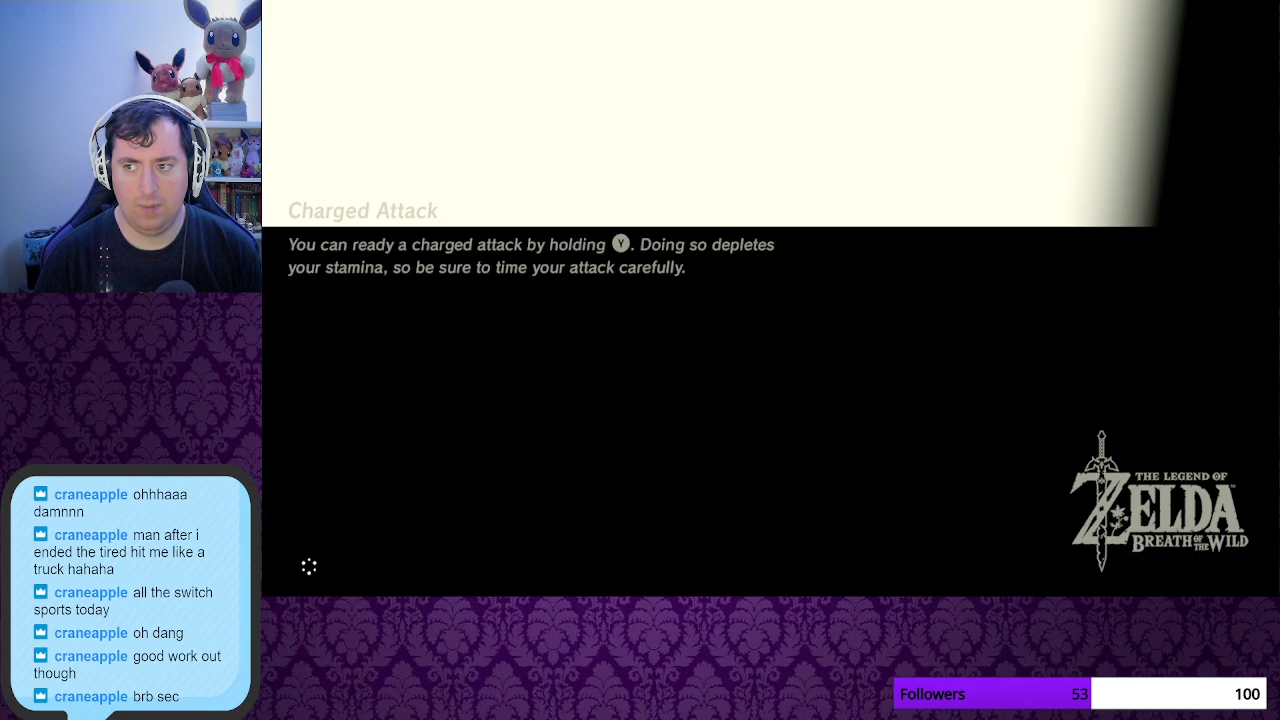 Charged Attack
You can ready a charged attack by holding Y. Doing so depletes
your stamina, so be sure to time your attack carefully.
THE LEGEND OF
ZELDA
BREATH OF THE WILD
craneapple ohhhaaa
damnnn
craneapple man after i
ended the tired hit me like a
truck hahaha
craneapple all the switch
sports today
craneapple oh dang
craneapple good work out
though
craneapple brb sec
Followers 53 100